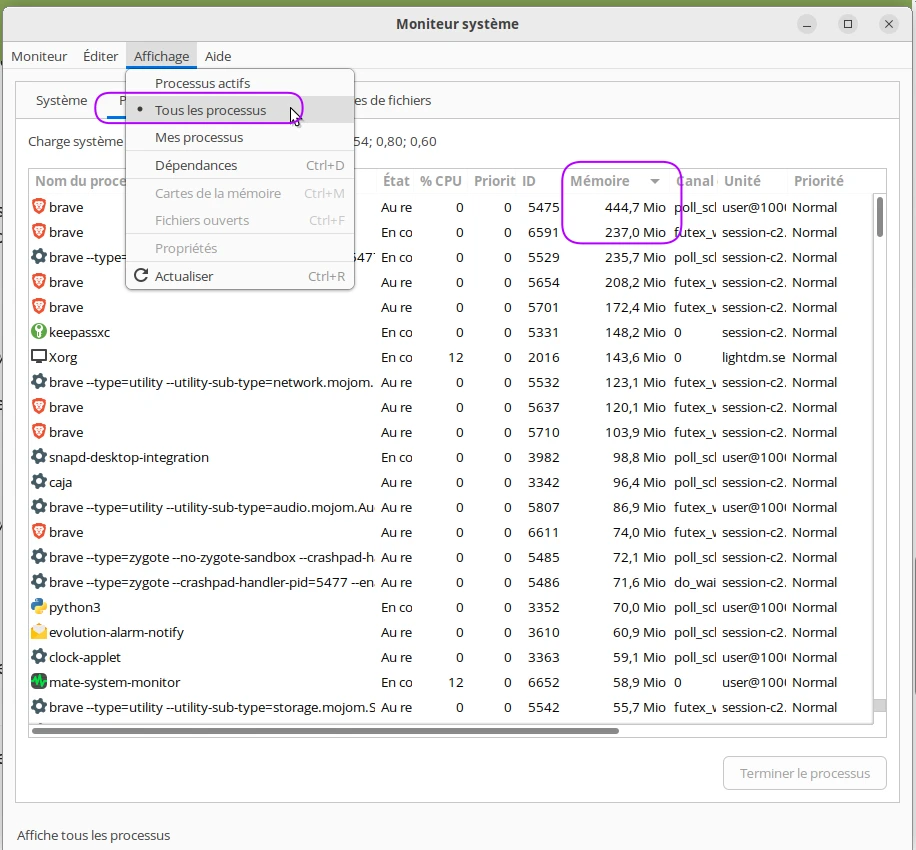 Moniteur système
Moniteur Éditer Affichage Aide
Processus actifs
Tous les processus
Mes processus
Dépendances Ctrl+D
Cartes de la mémoire Ctrl+M
Fichiers ouverts Ctrl+F
Propriétés
Actualiser Ctrl+R
Système P es de fichiers
Charge système 54; 0,80; 0,60
Nom du proce État % CPU Priorit ID Mémoire Canal Unité Priorité
brave Au re 0 0 5475 444,7 Mio poll_scl user@100 Normal
brave En co 0 0 6591 237,0 Mio futex_w session-c2. Normal
brave --type= 547 Au re 0 0 5529 235,7 Mio poll_scl session-c2. Normal
brave Au re 0 0 5654 208,2 Mio futex_w session-c2. Normal
brave Au re 0 0 5701 172,4 Mio futex_w session-c2. Normal
keepassxc En co 0 0 5331 148,2 Mio 0 session-c2. Normal
Xorg En co 12 0 2016 143,6 Mio 0 lightdm.se Normal
brave --type=utility --utility-sub-type=network.mojom. Au re 0 0 5532 123,1 Mio futex_w session-c2. Normal
brave Au re 0 0 5637 120,1 Mio futex_w session-c2. Normal
brave Au re 0 0 5710 103,9 Mio futex_w session-c2. Normal
snapd-desktop-integration En co 0 0 3982 98,8 Mio poll_scl user@100 Normal
caja Au re 0 0 3342 96,4 Mio poll_scl session-c2. Normal
brave --type=utility --utility-sub-type=audio.mojom.Au Au re 0 0 5807 86,9 Mio futex_w session-c2. Normal
brave Au re 0 0 6611 74,0 Mio futex_w session-c2. Normal
brave --type=zygote --no-zygote-sandbox --crashpad-h Au re 0 0 5485 72,1 Mio poll_scl session-c2. Normal
brave --type=zygote --crashpad-handler-pid=5477 --en Au re 0 0 5486 71,6 Mio do_wai session-c2. Normal
python3 En co 0 0 3352 70,0 Mio poll_scl user@100 Normal
evolution-alarm-notify Au re 0 0 3610 60,9 Mio poll_scl session-c2. Normal
clock-applet Au re 0 0 3363 59,1 Mio poll_scl user@100 Normal
mate-system-monitor En co 12 0 6652 58,9 Mio 0 user@100 Normal
brave --type=utility --utility-sub-type=storage.mojom.S Au re 0 0 5542 55,7 Mio futex_w session-c2. Normal
Terminer le processus
Affiche tous les processus